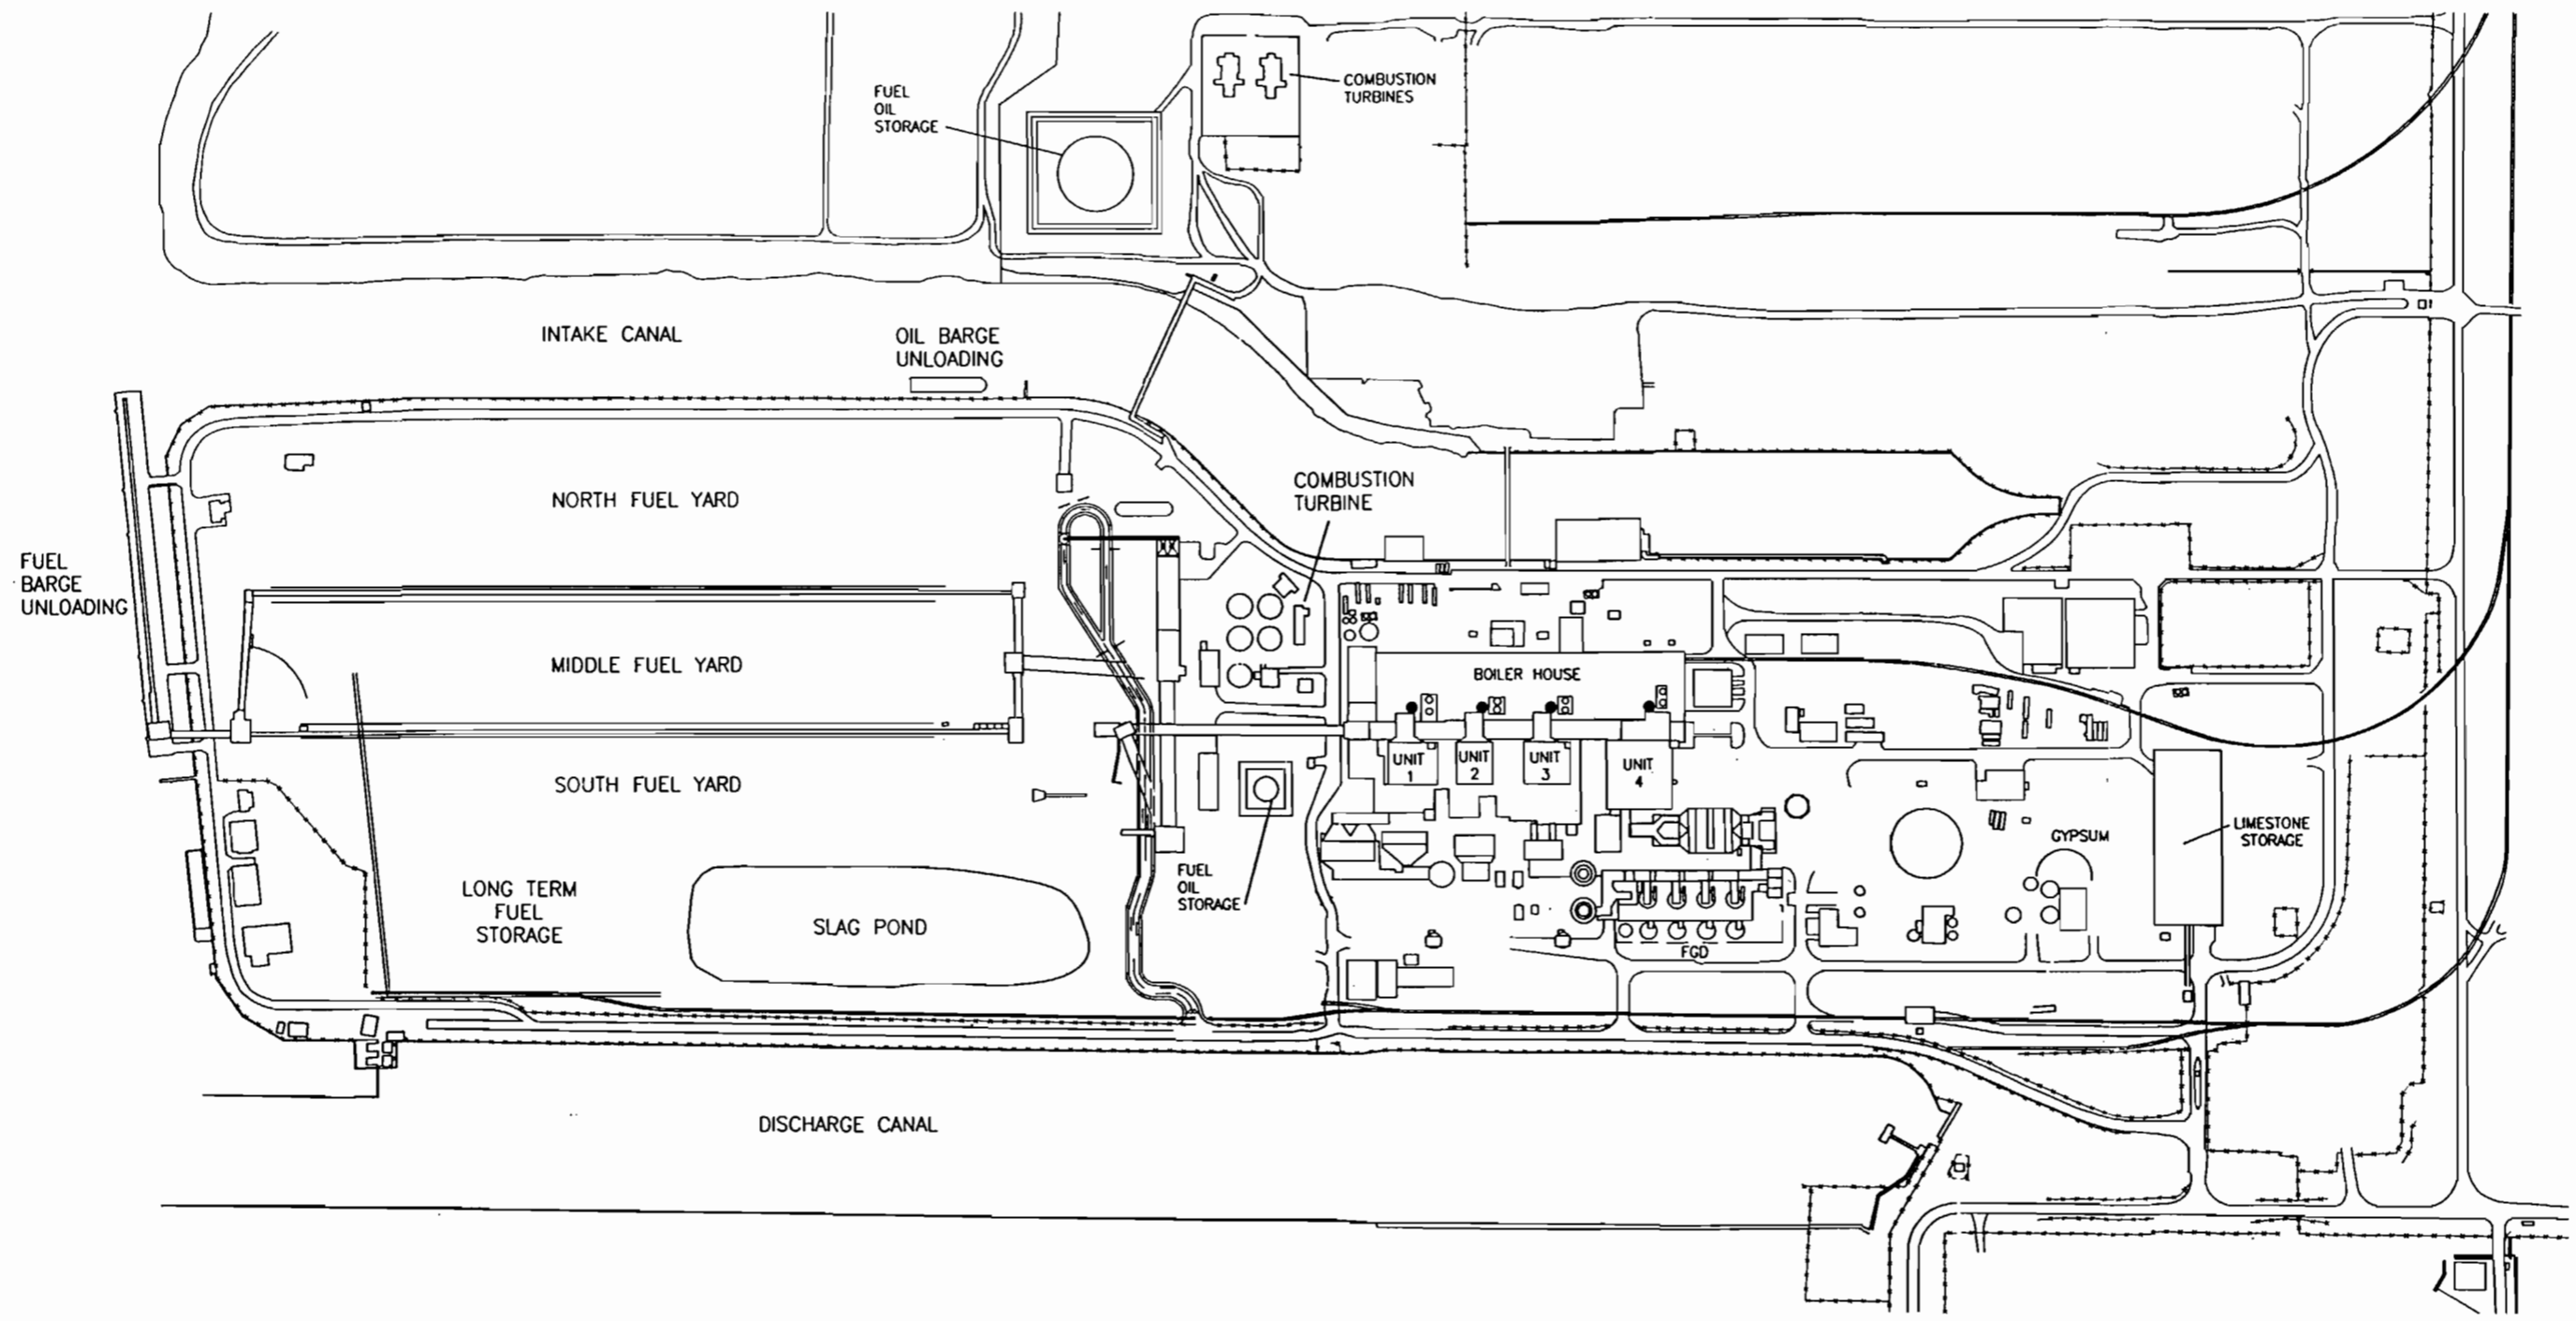 COMBUSTION
TURBINES
FUEL
OIL
STORAGE
INTAKE CANAL
OIL BARGE
UNLOADING
NORTH FUEL YARD
COMBUSTION
TURBINE
FUEL
BARGE
UNLOADING
MIDDLE FUEL YARD
BOILER HOUSE
SOUTH FUEL YARD
UNIT
1
UNIT
2
UNIT
3
UNIT
4
LIMESTONE
STORAGE
GYPSUM
LONG TERM
FUEL
STORAGE
SLAG POND
FUEL
OIL
STORAGE
FGD
DISCHARGE CANAL